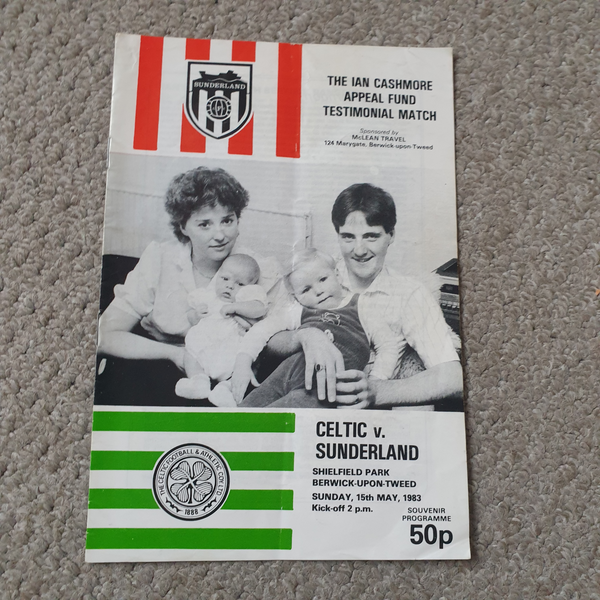 SUNDERLAND
THE IAN CASHMORE
APPEAL FUND
TESTIMONIAL MATCH
Sponsored by
McLEAN TRAVEL
124 Marygate, Berwick-upon-Tweed
THE CELTIC FOOTBALL & ATHLETIC COY. LTD
1888
CELTIC v.
SUNDERLAND
SHIELFIELD PARK
BERWICK-UPON-TWEED
SUNDAY, 15th MAY, 1983
Kick-off 2 p.m.
SOUVENIR
PROGRAMME
50p